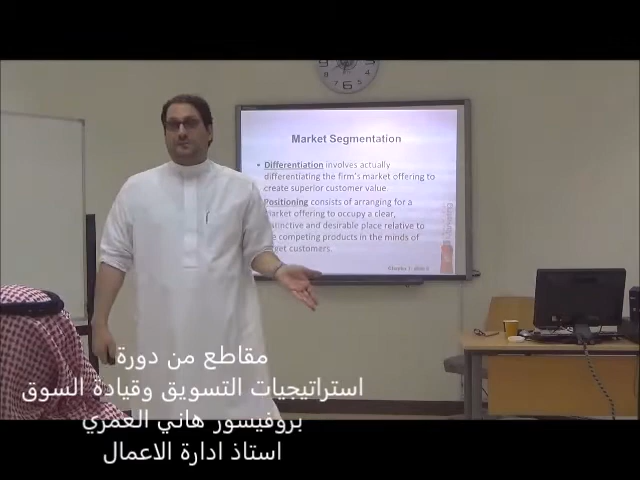 Market Segmentation
• Differentiation involves actually
differentiating the firm's market offering to
create superior customer value.
Positioning consists of arranging for a
market offering to occupy a clear,
distinctive and desirable place relative to
competing products in the minds of
target customers.
مقاطع من دورة
استراتيجيات التسويق وقيادة السوق
بروفيسور هاني العمري
استاذ ادارة الاعمال